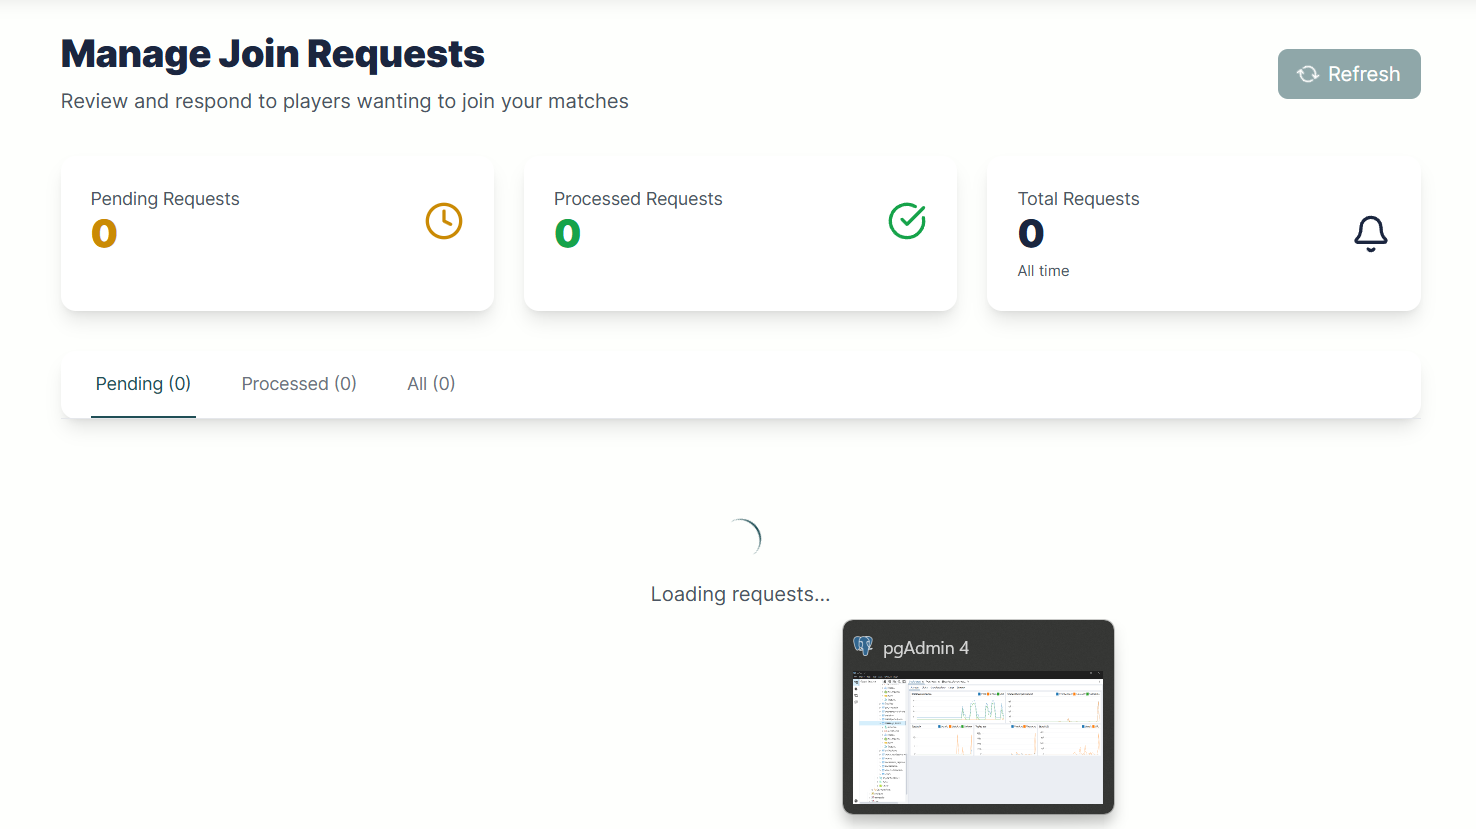 Manage Join Requests
Review and respond to players wanting to join your matches
Refresh
Pending Requests
0
Processed Requests
0
Total Requests
0
All time
Pending (0)
Processed (0)
All (0)
Loading requests...
pgAdmin 4